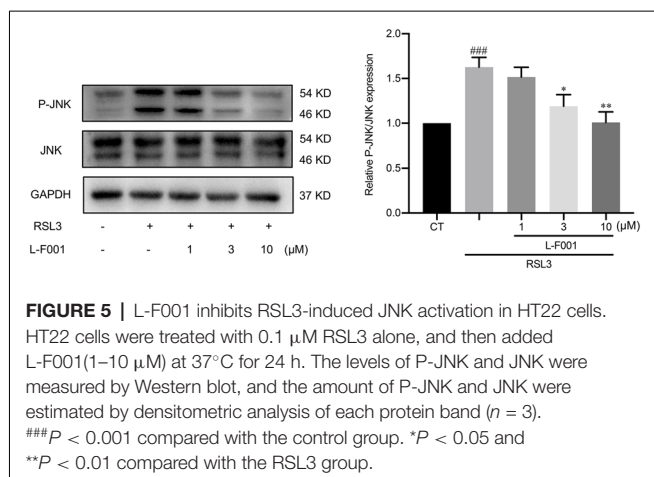 P-JNK
54 KD
46 KD
JNK
54 KD
46 KD
GAPDH
37 KD
RSL3 - + + + +
L-F001 - - 1 3 10 (μM)
Relative P-JNK/JNK expression
2.0
1.5
1.0
0.5
0.0
###
*
**
CT 1 3 10 (μM)
L-F001
RSL3
FIGURE 5 | L-F001 inhibits RSL3-induced JNK activation in HT22 cells.
HT22 cells were treated with 0.1 μM RSL3 alone, and then added
L-F001(1–10 μM) at 37°C for 24 h. The levels of P-JNK and JNK were
measured by Western blot, and the amount of P-JNK and JNK were
estimated by densitometric analysis of each protein band (n = 3).
###P < 0.001 compared with the control group. *P < 0.05 and
**P < 0.01 compared with the RSL3 group.